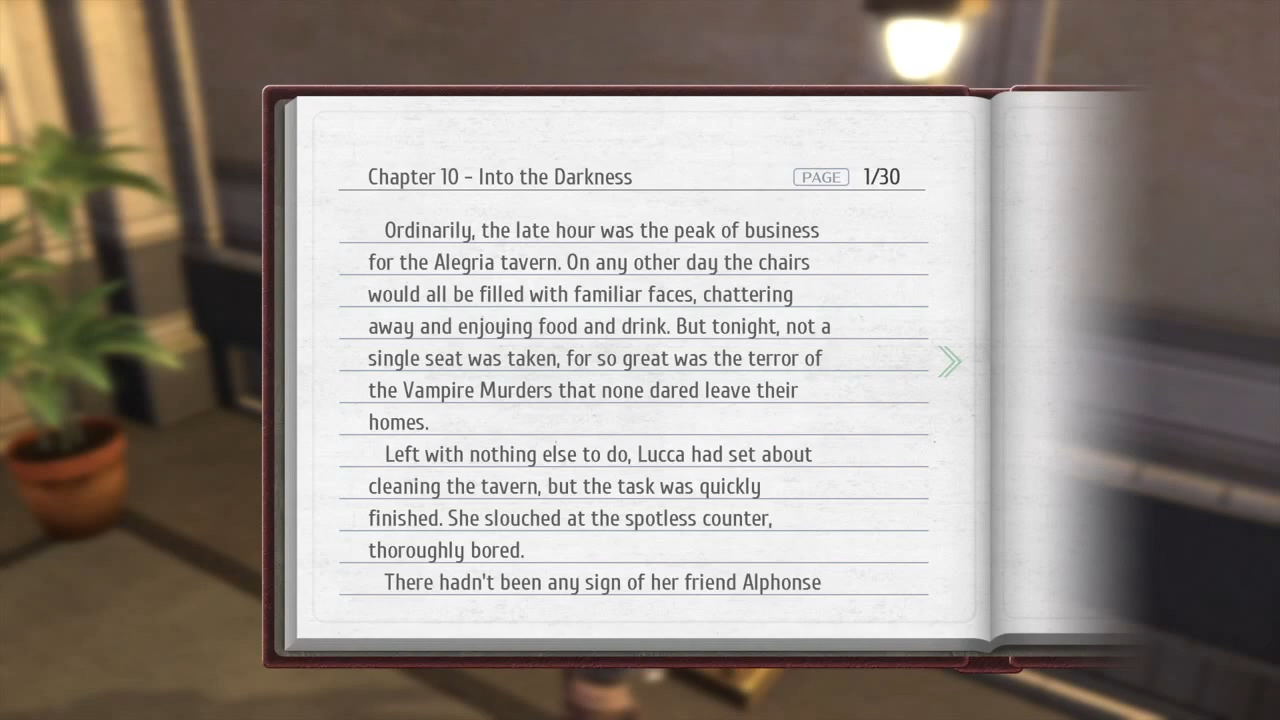 Chapter 10 - Into the Darkness PAGE 1/30
Ordinarily, the late hour was the peak of business
for the Alegria tavern. On any other day the chairs
would all be filled with familiar faces, chattering
away and enjoying food and drink. But tonight, not a
single seat was taken, for so great was the terror of
the Vampire Murders that none dared leave their
homes.
Left with nothing else to do, Lucca had set about
cleaning the tavern, but the task was quickly
finished. She slouched at the spotless counter,
thoroughly bored.
There hadn't been any sign of her friend Alphonse